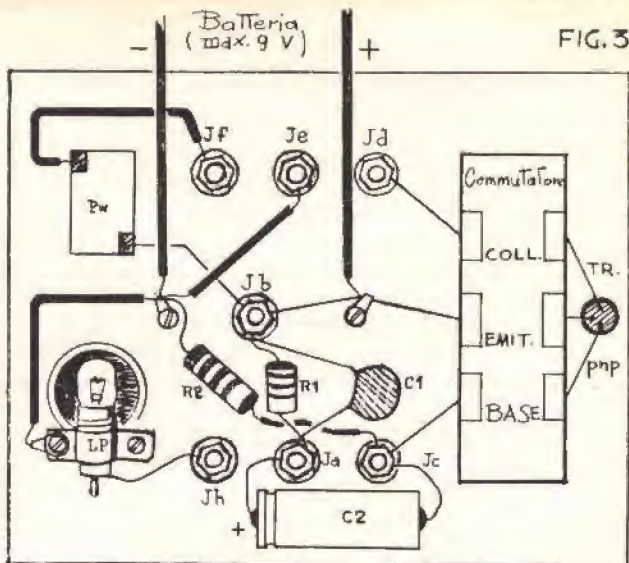 Batteria
- (max. 9 V) +
FIG. 3
Jf Je Jd
Commutatore
Pw
COLL.
TR.
Jb
EMIT.
pnp
R2 R1 C1
BASE
LP
Jh Ja Jc
+ C2